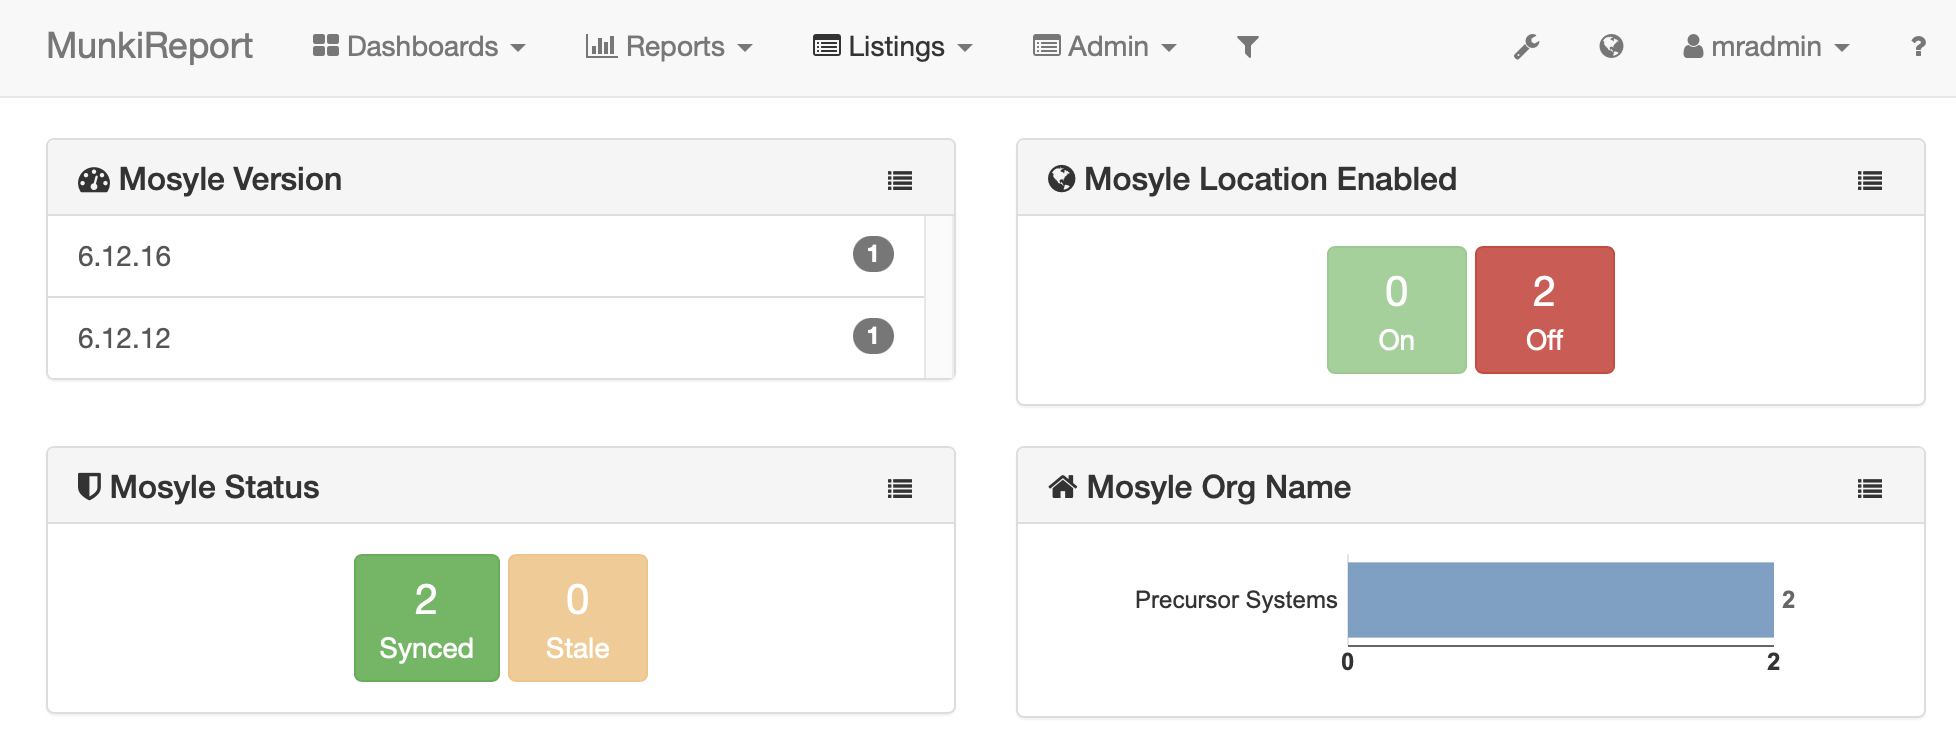 MunkiReport Dashboards Reports Listings Admin mradmin ?
Mosyle Version
6.12.16 1
6.12.12 1
Mosyle Location Enabled
0 2
On Off
Mosyle Status
2 0
Synced Stale
Mosyle Org Name
Precursor Systems 2
0 2